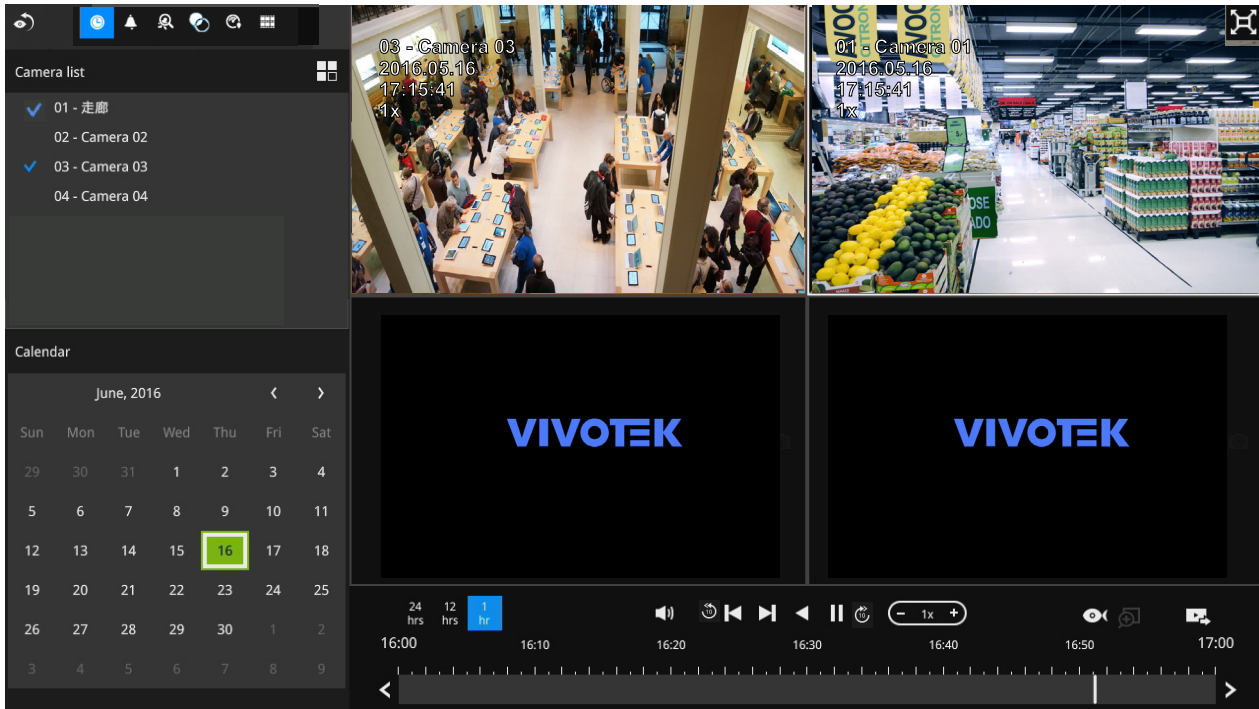 Camera list
01 - 走廊
02 - Camera 02
03 - Camera 03
04 - Camera 04
Calendar
June, 2016
Sun Mon Tue Wed Thu Fri Sat
29 30 31 1 2 3 4
5 6 7 8 9 10 11
12 13 14 15 16 17 18
19 20 21 22 23 24 25
26 27 28 29 30 1 2
3 4 5 6 7 8 9
03 - Camera 03
2016.05.16
17:15:41
1x
01 - Camera 01
2016.05.16
17:15:41
1x
OSE
ADO
VIVOTEK
VIVOTEK
24 hrs 12 hrs 1 hr
10 10 1x
16:00 16:10 16:20 16:30 16:40 16:50 17:00